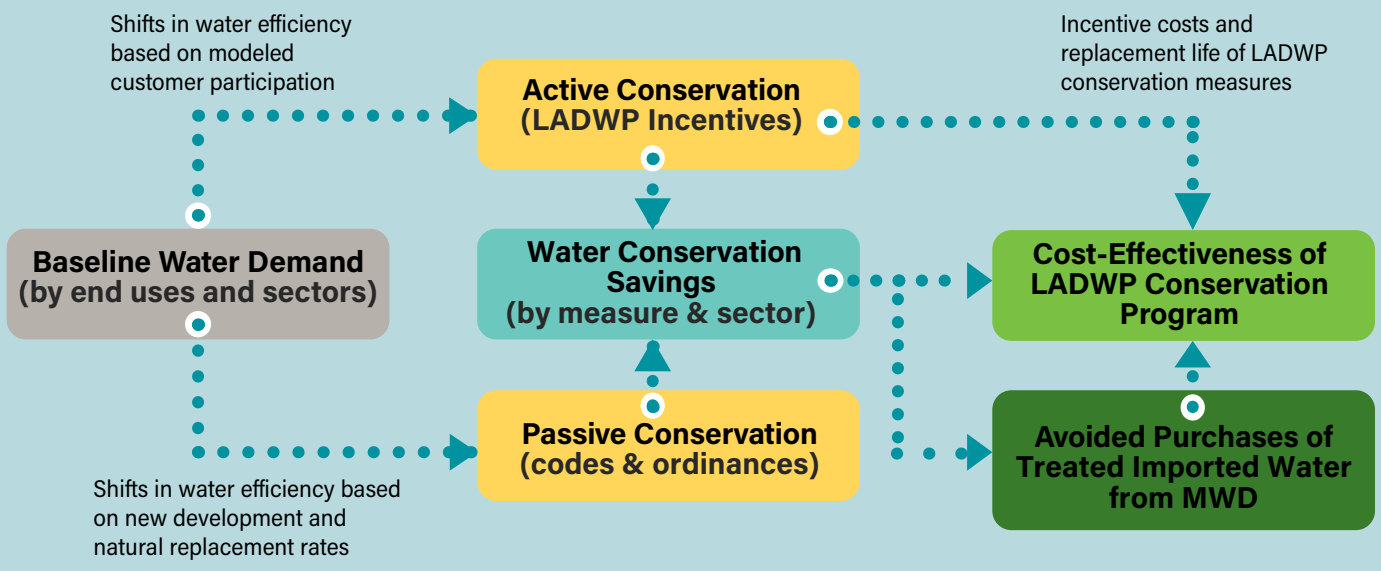 Shifts in water efficiency
based on modeled
customer participation
Incentive costs and
replacement life of LADWP
conservation measures
Active Conservation
(LADWP Incentives)
Baseline Water Demand
(by end uses and sectors)
Water Conservation
Savings
(by measure & sector)
Cost-Effectiveness of
LADWP Conservation
Program
Passive Conservation
(codes & ordinances)
Avoided Purchases of
Treated Imported Water
from MWD
Shifts in water efficiency based
on new development and
natural replacement rates